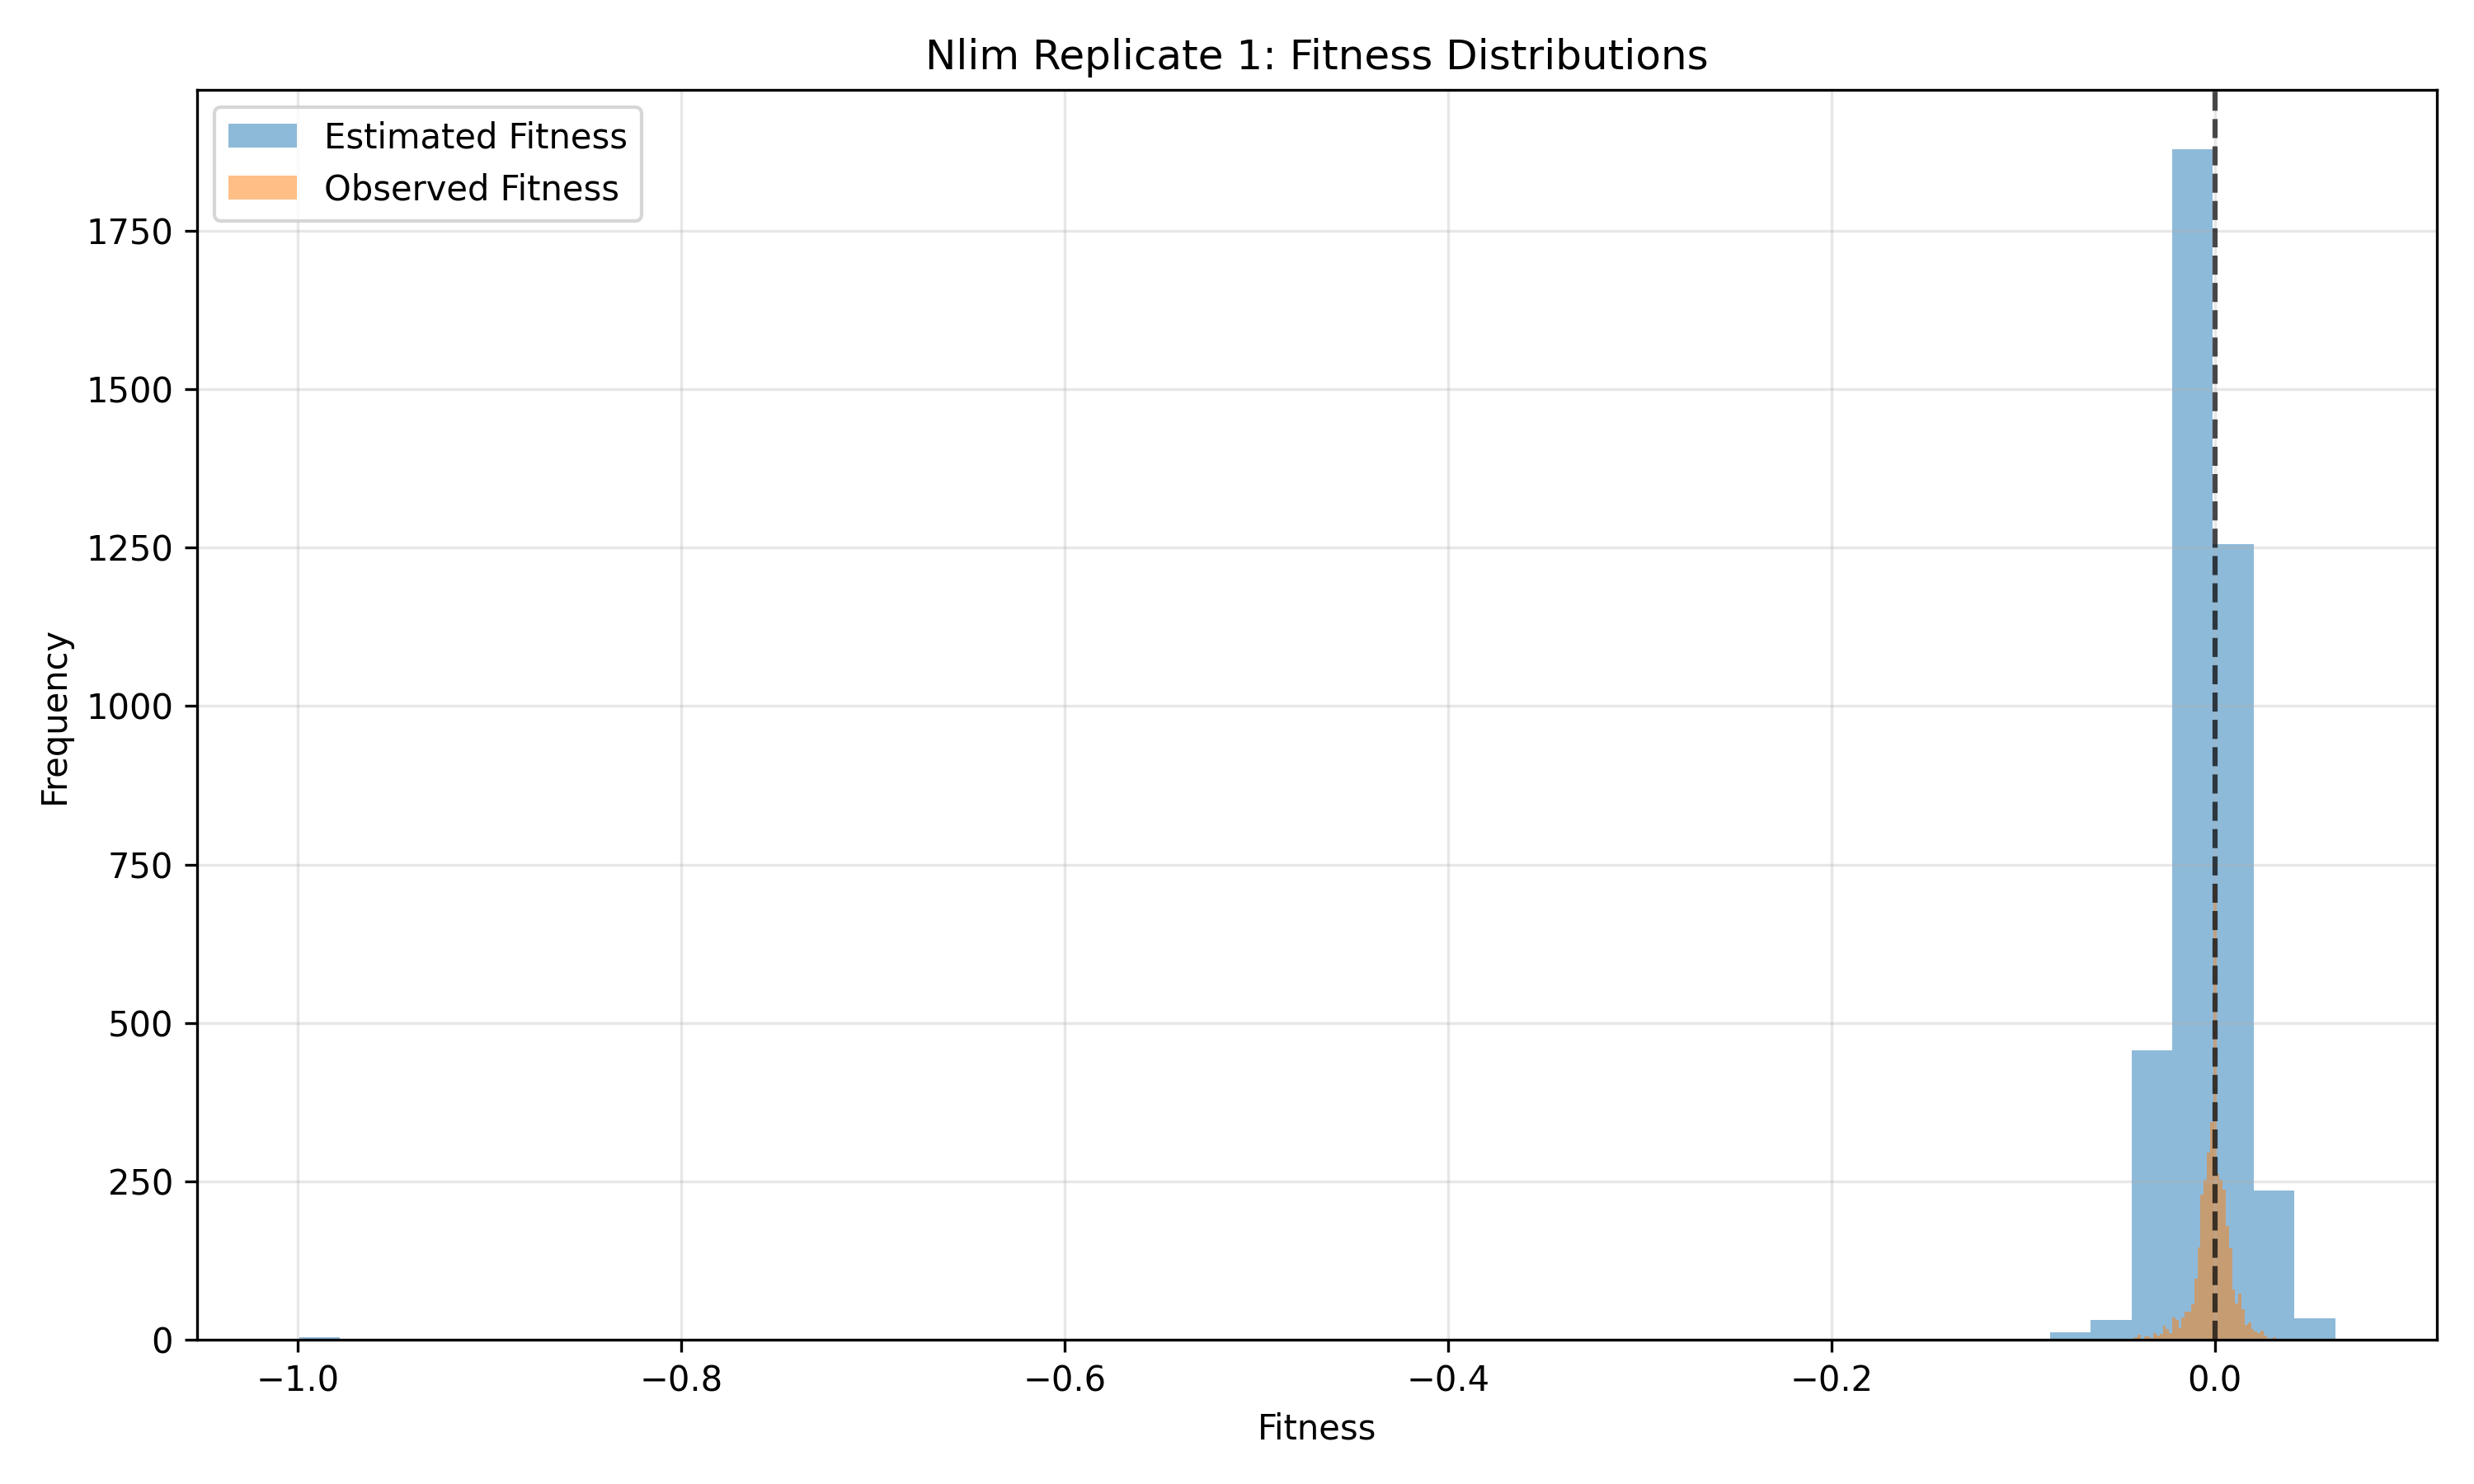 Nlim Replicate 1: Fitness Distributions
Estimated Fitness
Observed Fitness
1750
1500
1250
1000
750
500
250
0
Frequency
−1.0
−0.8
−0.6
−0.4
−0.2
0.0
Fitness